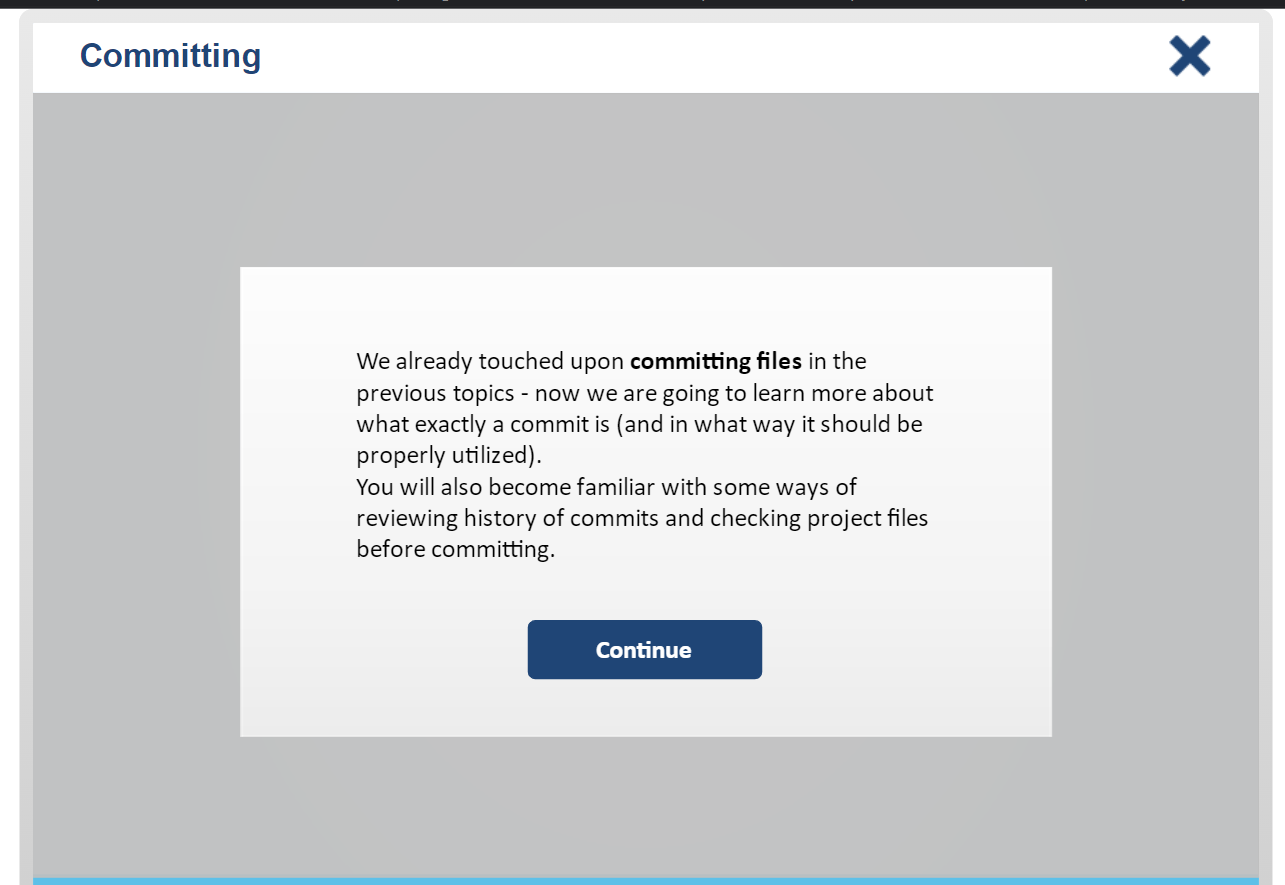 Committing
We already touched upon committing files in the
previous topics - now we are going to learn more about
what exactly a commit is (and in what way it should be
properly utilized).
You will also become familiar with some ways of
reviewing history of commits and checking project files
before committing.
Continue